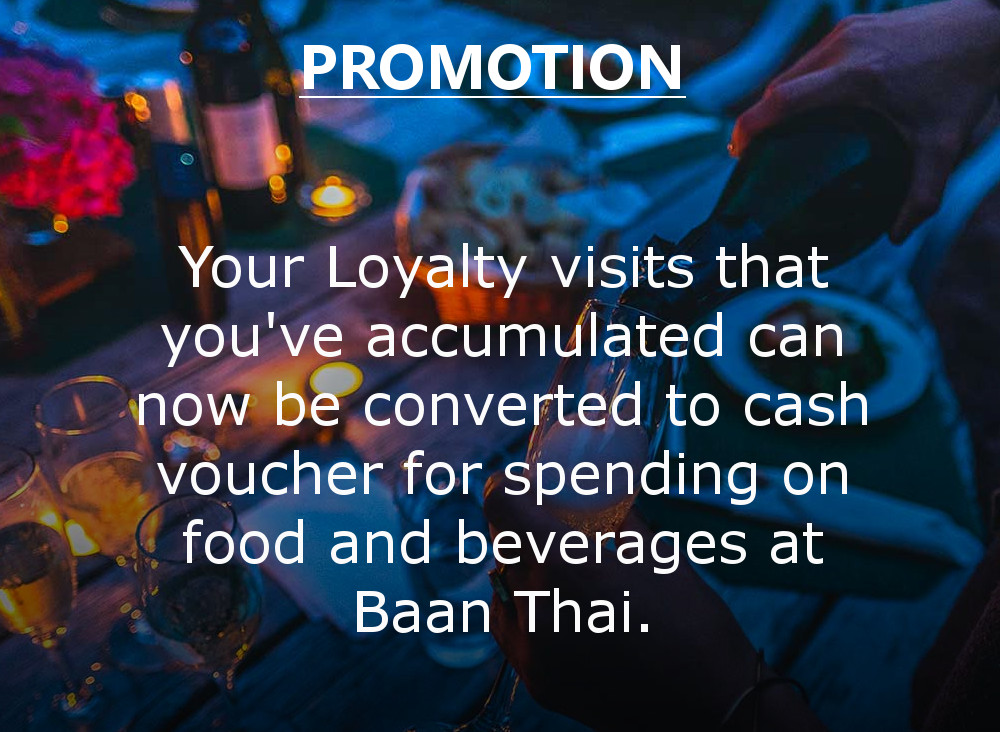 PROMOTION
Your Loyalty visits that
you've accumulated can
now be converted to cash
voucher for spending on
food and beverages at
Baan Thai.